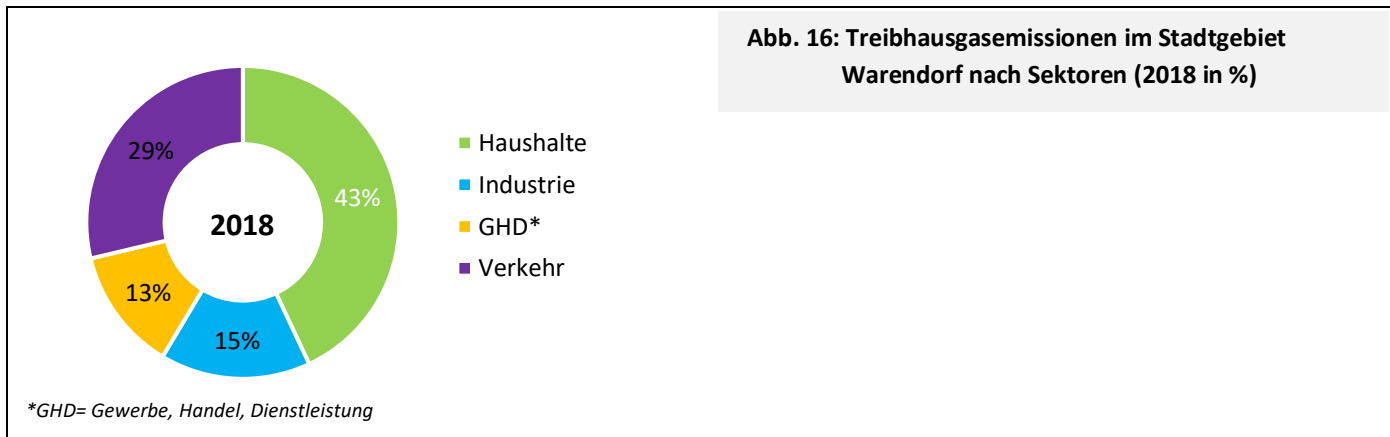 Abb. 16: Treibhausgasemissionen im Stadtgebiet
Warendorf nach Sektoren (2018 in %)
29%
43%
2018
13%
15%
Haushalte
Industrie
GHD*
Verkehr
*GHD= Gewerbe, Handel, Dienstleistung